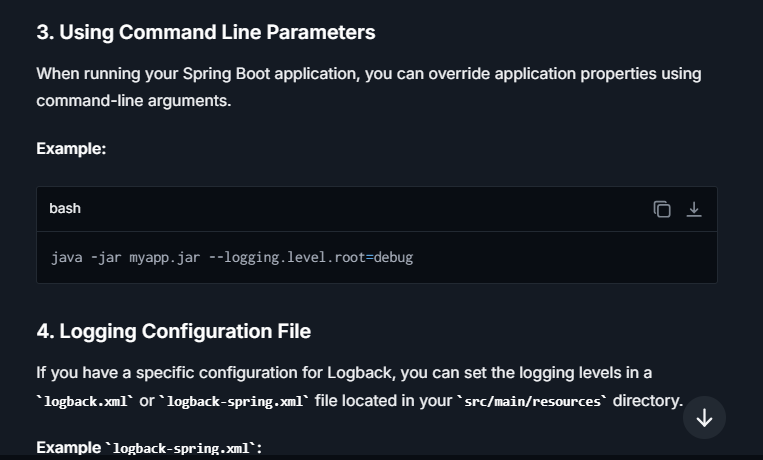 3. Using Command Line Parameters
When running your Spring Boot application, you can override application properties using
command-line arguments.
Example:
bash
java -jar myapp.jar --logging.level.root=debug
4. Logging Configuration File
If you have a specific configuration for Logback, you can set the logging levels in a
`logback.xml` or `logback-spring.xml` file located in your `src/main/resources` directory.
Example `logback-spring.xml`: